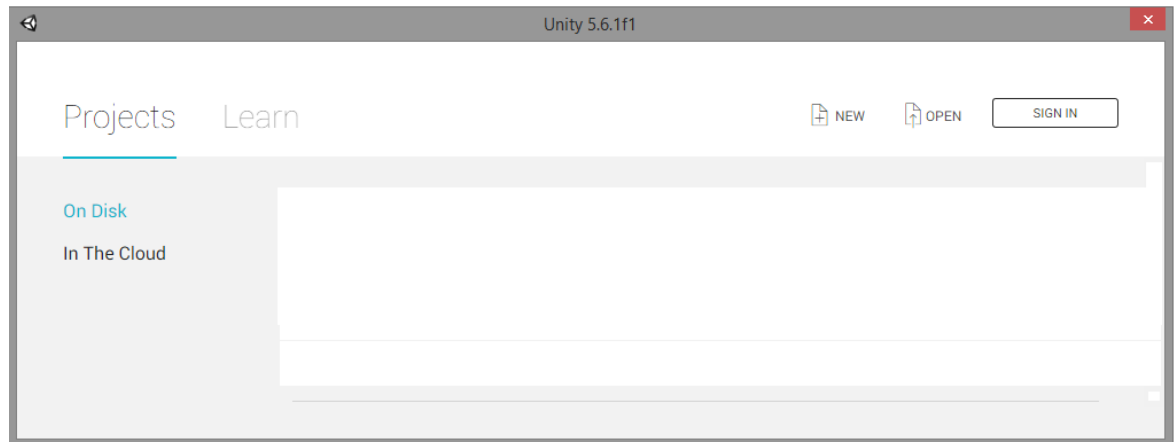 Unity 5.6.1f1
Projects Learn NEW OPEN SIGN IN
On Disk
In The Cloud